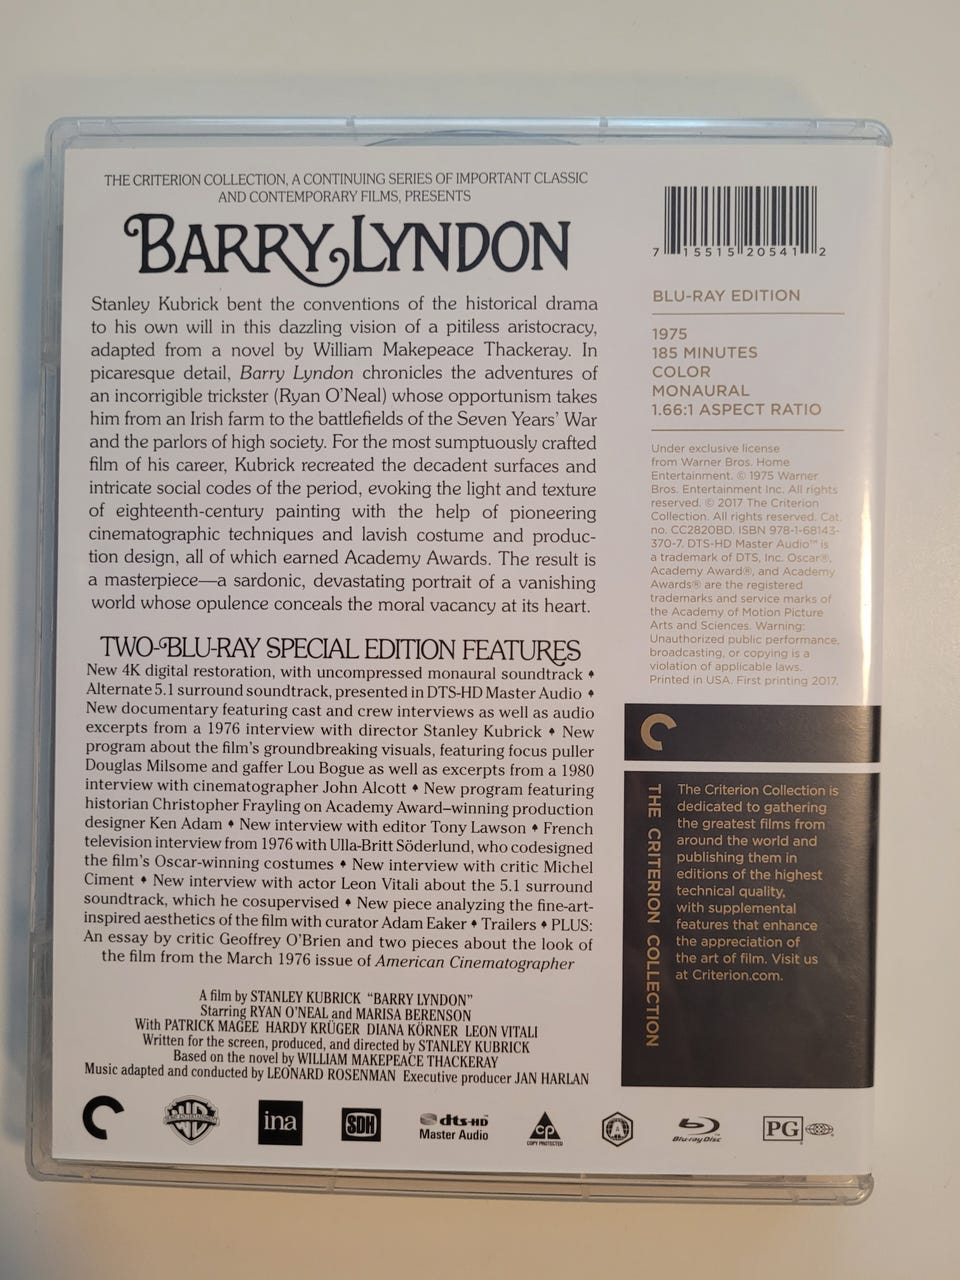 THE CRITERION COLLECTION, A CONTINUING SERIES OF IMPORTANT CLASSIC
AND CONTEMPORARY FILMS, PRESENTS
BARRY LYNDON
Stanley Kubrick bent the conventions of the historical drama
to his own will in this dazzling vision of a pitiless aristocracy,
adapted from a novel by William Makepeace Thackeray. In
picaresque detail, Barry Lyndon chronicles the adventures of
an incorrigible trickster (Ryan O'Neal) whose opportunism takes
him from an Irish farm to the battlefields of the Seven Years' War
and the parlors of high society. For the most sumptuously crafted
film of his career, Kubrick recreated the decadent surfaces and
intricate social codes of the period, evoking the light and texture
of eighteenth-century painting with the help of pioneering
cinematographic techniques and lavish costume and produc-
tion design, all of which earned Academy Awards. The result is
a masterpiece—a sardonic, devastating portrait of a vanishing
world whose opulence conceals the moral vacancy at its heart.
TWO-BLU-RAY SPECIAL EDITION FEATURES
New 4K digital restoration, with uncompressed monaural soundtrack ♦
Alternate 5.1 surround soundtrack, presented in DTS-HD Master Audio ♦
New documentary featuring cast and crew interviews as well as audio
excerpts from a 1976 interview with director Stanley Kubrick ♦ New
program about the film's groundbreaking visuals, featuring focus puller
Douglas Milsome and gaffer Lou Bogue as well as excerpts from a 1980
interview with cinematographer John Alcott ♦ New program featuring
historian Christopher Frayling on Academy Award–winning production
designer Ken Adam ♦ New interview with editor Tony Lawson ♦ French
television interview from 1976 with Ulla-Britt Söderlund, who codesigned
the film's Oscar-winning costumes ♦ New interview with critic Michel
Ciment ♦ New interview with actor Leon Vitali about the 5.1 surround
soundtrack, which he cosupervised ♦ New piece analyzing the fine-art-
inspired aesthetics of the film with curator Adam Eaker ♦ Trailers ♦ PLUS:
An essay by critic Geoffrey O'Brien and two pieces about the look of
the film from the March 1976 issue of American Cinematographer
A film by STANLEY KUBRICK "BARRY LYNDON"
Starring RYAN O'NEAL and MARISA BERENSON
With PATRICK MAGEE HARDY KRÜGER DIANA KÖRNER LEON VITALI
Written for the screen, produced, and directed by STANLEY KUBRICK
Based on the novel by WILLIAM MAKEPEACE THACKERAY
Music adapted and conducted by LEONARD ROSENMAN Executive producer JAN HARLAN
7 15515 20541 2
BLU-RAY EDITION
1975
185 MINUTES
COLOR
MONAURAL
1.66:1 ASPECT RATIO
Under exclusive license
from Warner Bros. Home
Entertainment. © 1975 Warner
Bros. Entertainment Inc. All rights
reserved. © 2017 The Criterion
Collection. All rights reserved. Cat.
no. CC2820BD. ISBN 978-1-68143-
370-7. DTS-HD Master Audio™ is
a trademark of DTS, Inc. Oscar®,
Academy Award®, and Academy
Awards® are the registered
trademarks and service marks of
the Academy of Motion Picture
Arts and Sciences. Warning:
Unauthorized public performance,
broadcasting, or copying is a
violation of applicable laws.
Printed in USA. First printing 2017.
THE CRITERION COLLECTION
The Criterion Collection is
dedicated to gathering
the greatest films from
around the world and
publishing them in
editions of the highest
technical quality,
with supplemental
features that enhance
the appreciation of
the art of film. Visit us
at Criterion.com.
ina
SDH
dts-HD
Master Audio
CP
COPY PROTECTED
A
Blu-ray Disc
PG